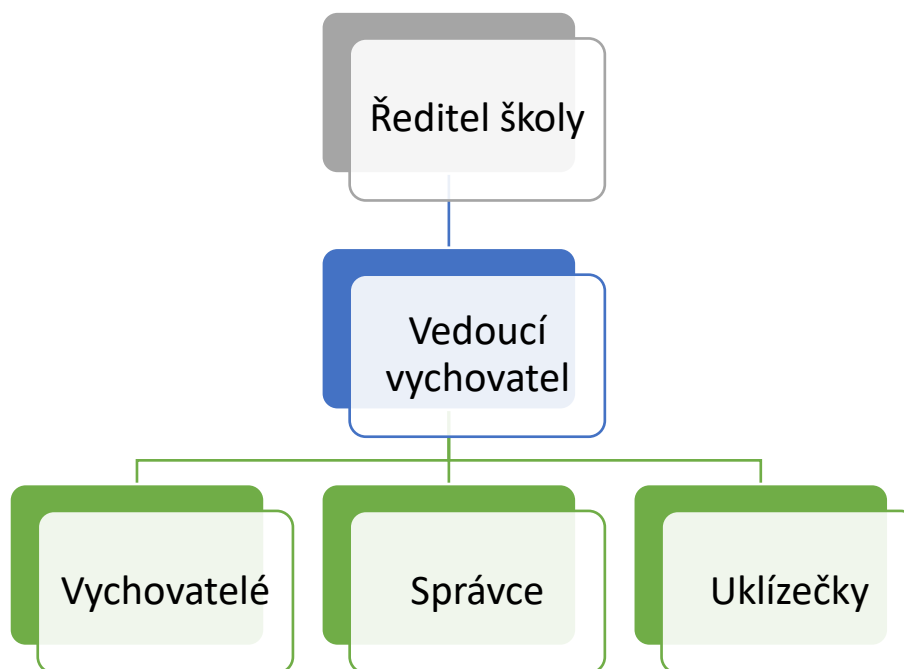 Ředitel školy
Vedoucí
vychovatel
Vychovatelé
Správce
Uklízečky